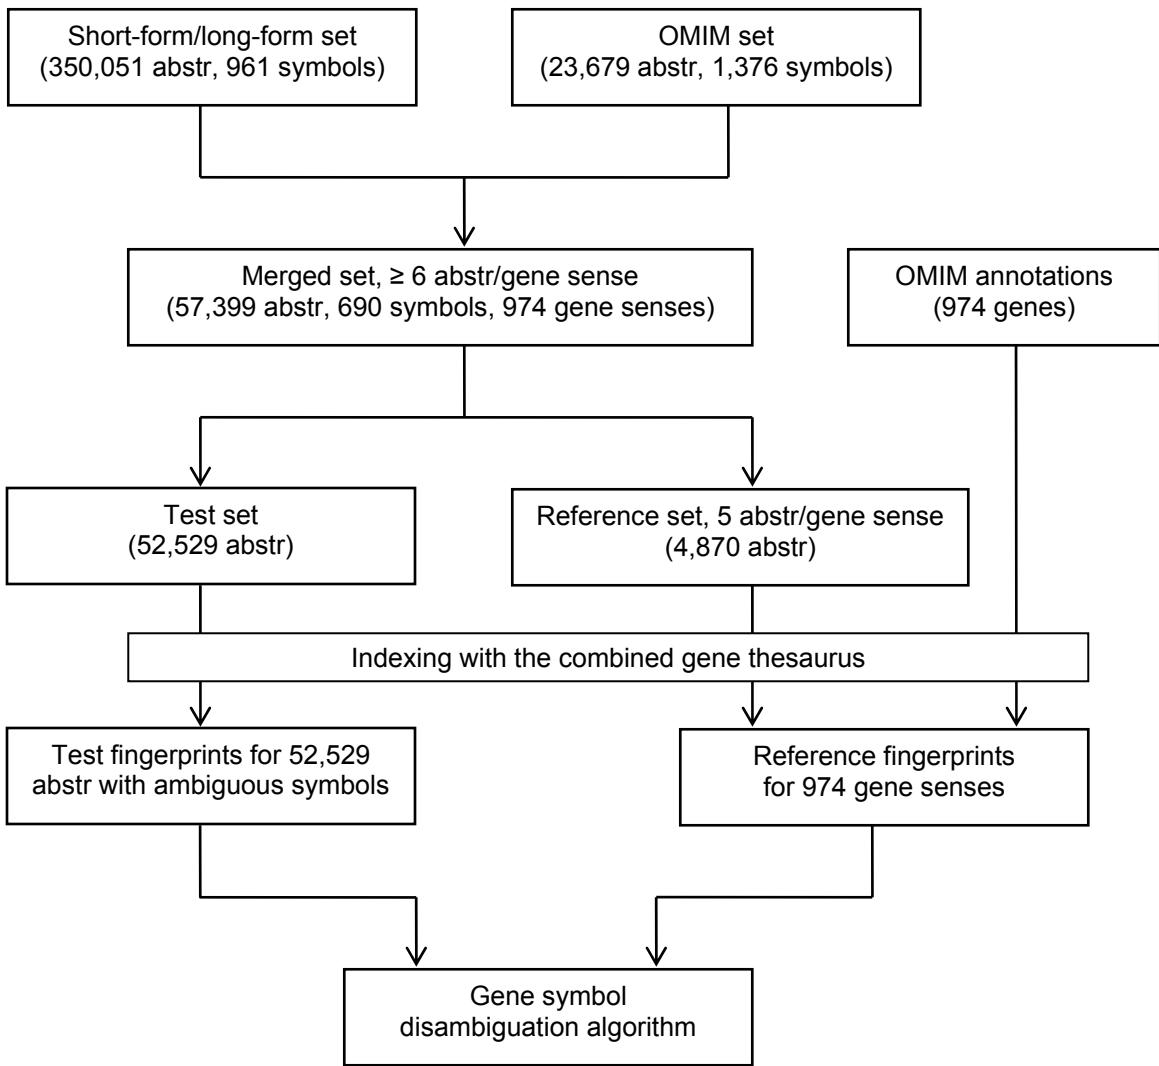 Short-form/long-form set
(350,051 abstr, 961 symbols)
OMIM set
(23,679 abstr, 1,376 symbols)
Merged set, ≥ 6 abstr/gene sense
(57,399 abstr, 690 symbols, 974 gene senses)
OMIM annotations
(974 genes)
Test set
(52,529 abstr)
Reference set, 5 abstr/gene sense
(4,870 abstr)
Indexing with the combined gene thesaurus
Test fingerprints for 52,529
abstr with ambiguous symbols
Reference fingerprints
for 974 gene senses
Gene symbol
disambiguation algorithm